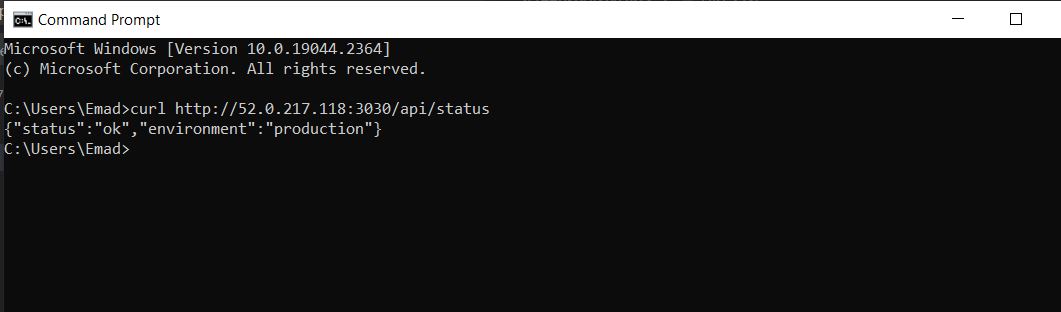 Command Prompt
Microsoft Windows [Version 10.0.19044.2364]
(c) Microsoft Corporation. All rights reserved.
C:\Users\Emad>curl http://52.0.217.118:3030/api/status
{"status":"ok","environment":"production"}
C:\Users\Emad>